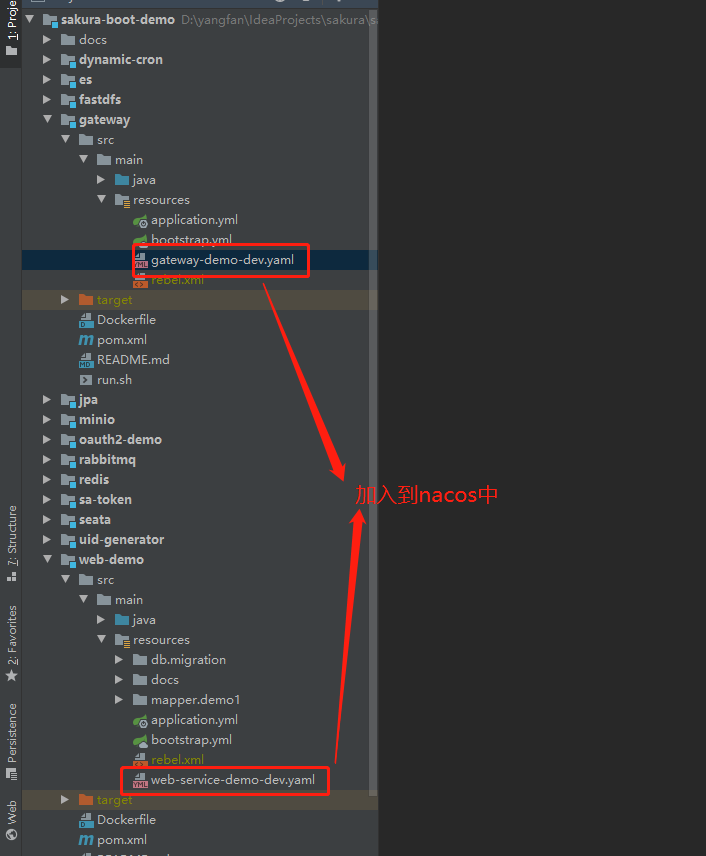 1: Proje
sakura-boot-demo D:\yangfan\IdeaProjects\sakura\sa
docs
dynamic-cron
es
fastdfs
gateway
src
main
java
resources
application.yml
bootstrap.yml
gateway-demo-dev.yaml
rebel.xml
target
Dockerfile
pom.xml
README.md
run.sh
jpa
minio
oauth2-demo
rabbitmq
redis
加入到nacos中
sa-token
seata
uid-generator
7: Structure
web-demo
src
main
java
2: Favorites
resources
db.migration
docs
mapper.demo1
application.yml
bootstrap.yml
Persistence
rebel.xml
web-service-demo-dev.yaml
target
Web
Dockerfile
pom.xml